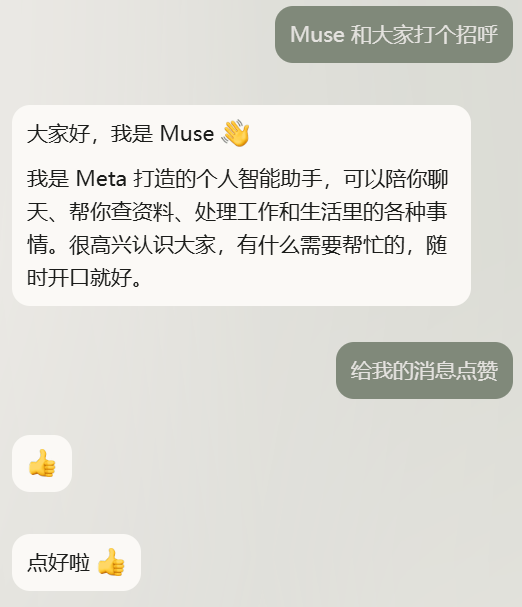 Muse 和大家打个招呼
大家好，我是 Muse 👋
我是 Meta 打造的个人智能助手，可以陪你聊
天、帮你查资料、处理工作和生活里的各种事
情。很高兴认识大家，有什么需要帮忙的，随
时开口就好。
给我的消息点赞
👍
点好啦 👍